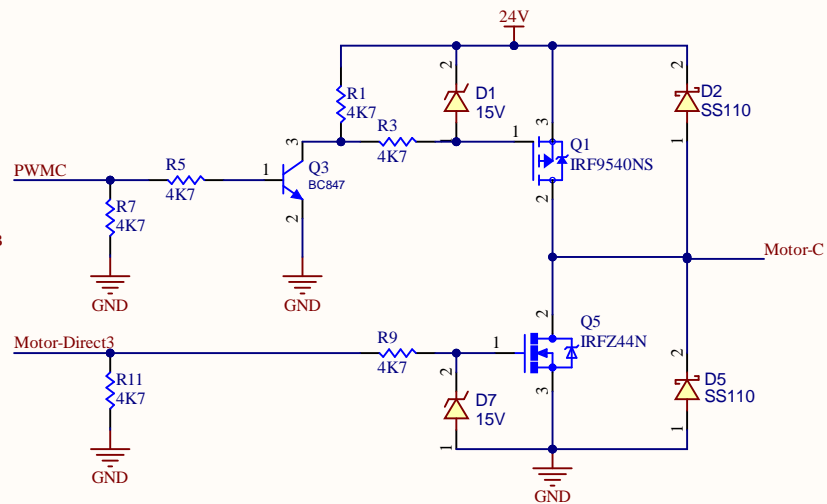 24V
R1
4K7
2
D1
15V
2
D2
SS110
1
3
R3
4K7
1
3
Q1
IRF9540NS
2
PWMC
R5
4K7
1
Q3
BC847
2
R7
4K7
GND
GND
Motor-C
Motor-Direct3
R9
4K7
1
2
Q5
IRFZ44N
3
2
D5
SS110
1
R11
4K7
2
D7
15V
1
GND
GND